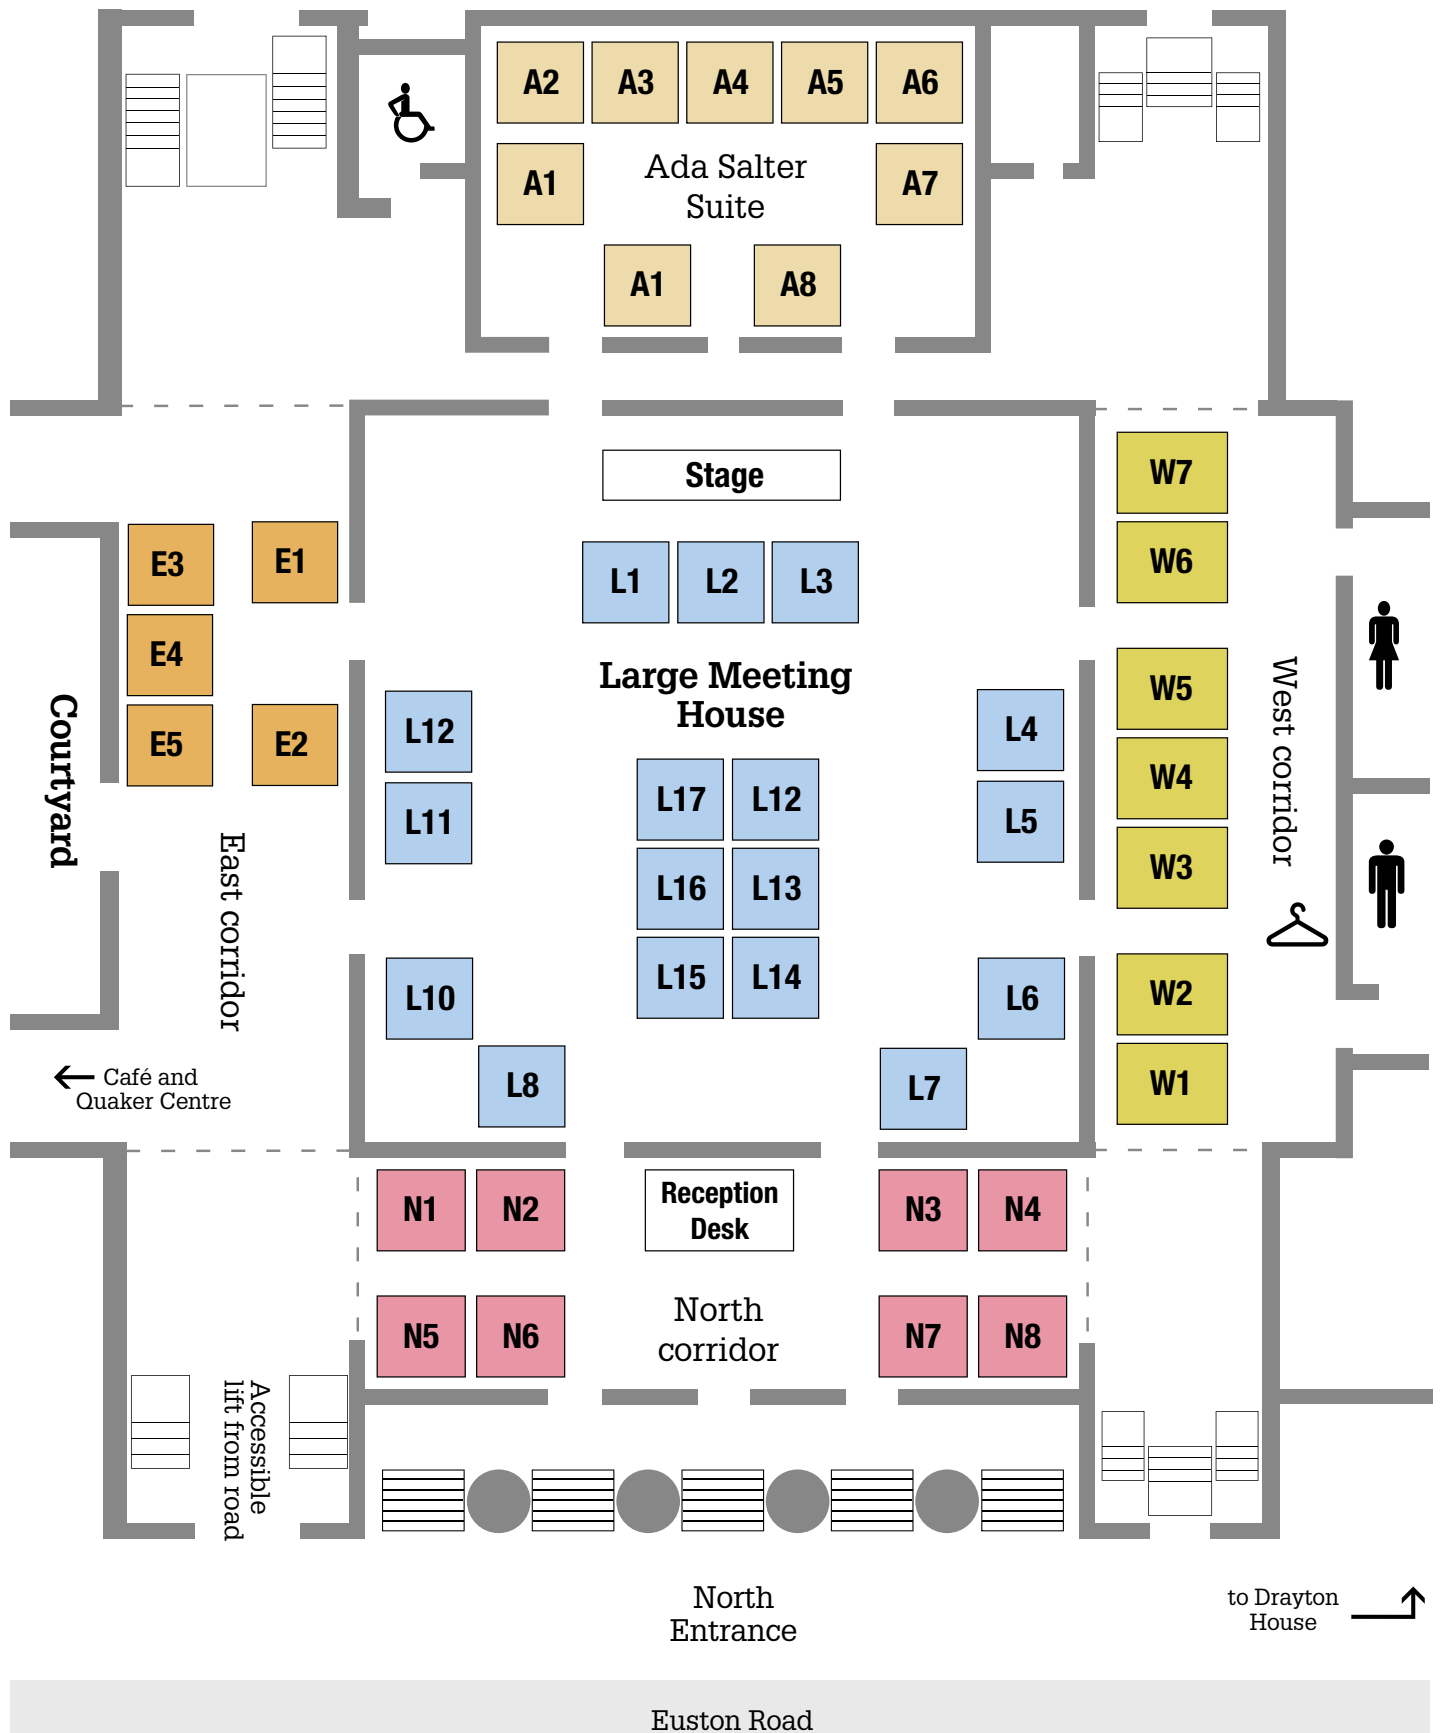 A2
A3
A4
A5
A6
A1
Ada Salter
Suite
A7
A1
A8
Stage
W7
W6
E3
E1
L1
L2
L3
E4
Large Meeting
House
W5
E5
E2
L12
L4
W4
Courtyard
L17
L12
L11
L5
West corridor
W3
East corridor
L16
L13
L15
L14
L10
L6
W2
Café and
Quaker Centre
L8
L7
W1
N1
N2
Reception
Desk
N3
N4
N5
N6
North
corridor
N7
N8
Accessible
lift from road
North
Entrance
to Drayton
House
Euston Road